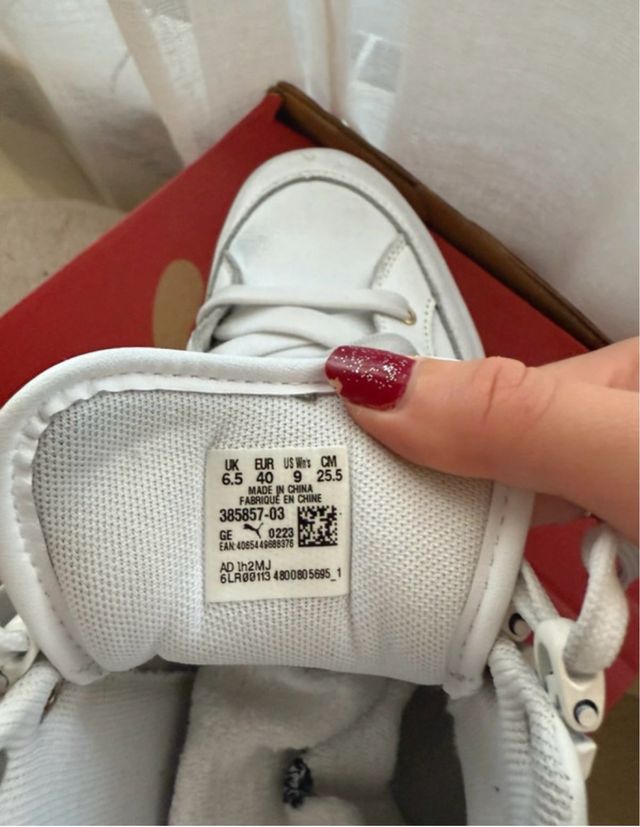 UK EUR US Wn's CM
6.5 40 9 25.5
MADE IN CHINA
FABRIQUÉ EN CHINE
385857-03
GE 0223
EAN:4065449688376
AD 1h2MJ
6LR00113 4800805695_1